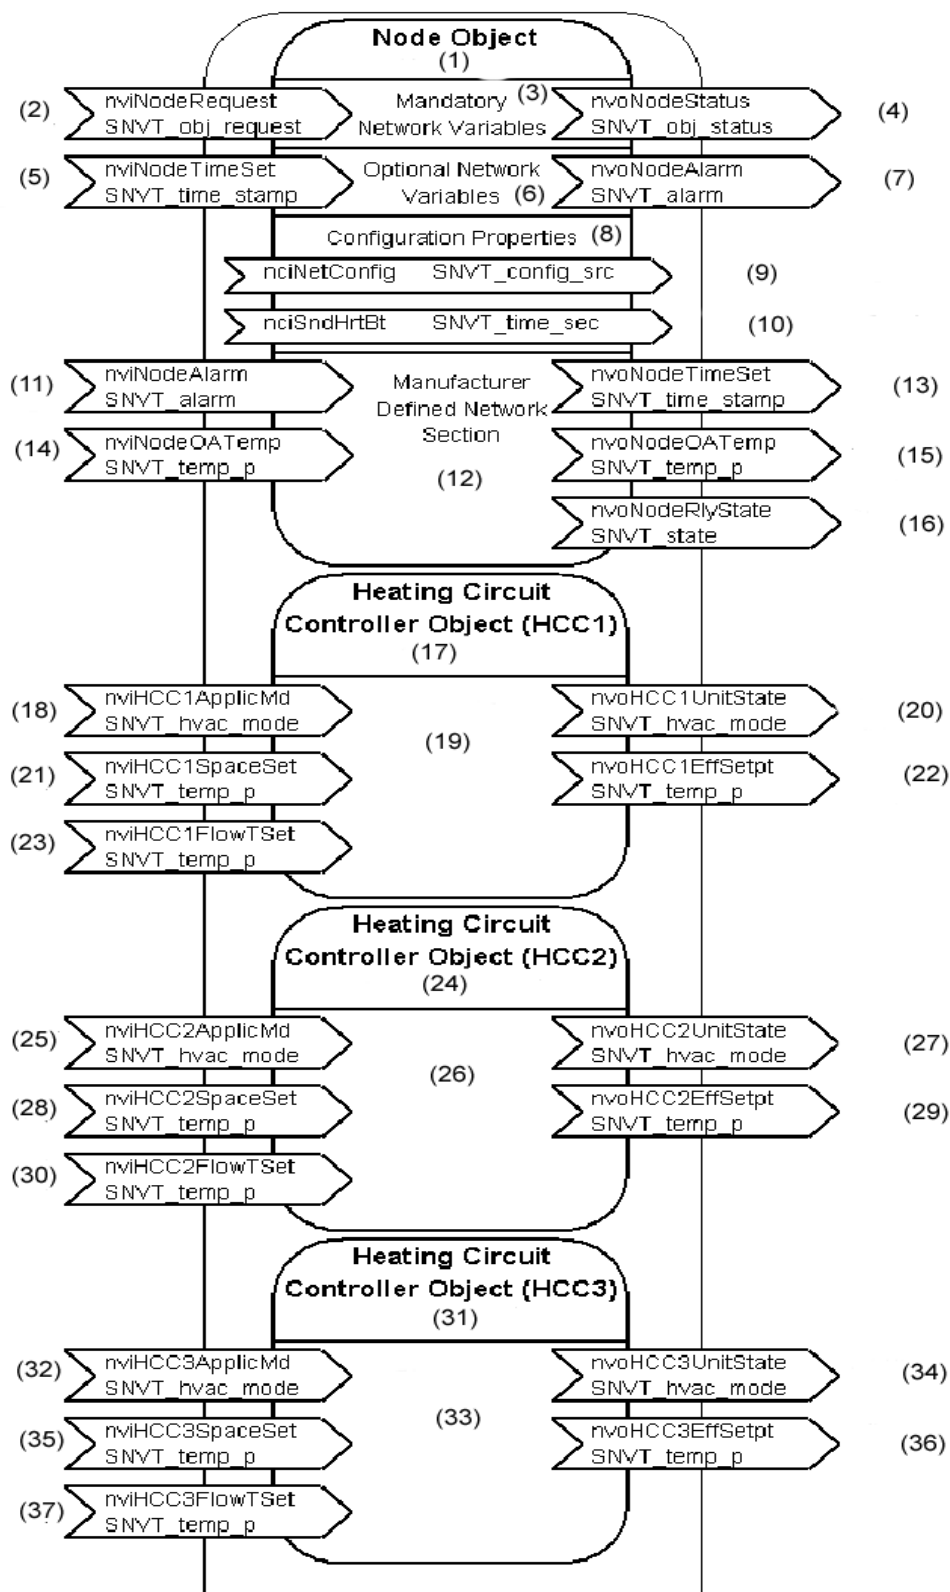 Node Object
(1)
(2)
nviNodeRequest
SNVT_obj_request
Mandatory (3)
Network Variables
nvoNodeStatus
SNVT_obj_status
(4)
(5)
nviNodeTimeSet
SNVT_time_stamp
Optional Network
Variables (6)
nvoNodeAlarm
SNVT_alarm
(7)
Configuration Properties (8)
nciNetConfig SNVT_config_src (9)
nciSndHrtBt SNVT_time_sec (10)
(11)
nviNodeAlarm
SNVT_alarm
Manufacturer
Defined Network
Section
(12)
nvoNodeTimeSet
SNVT_time_stamp
(13)
(14)
nviNodeOATemp
SNVT_temp_p
nvoNodeOATemp
SNVT_temp_p
(15)
nvoNodeRlyState
SNVT_state
(16)
Heating Circuit
Controller Object (HCC1)
(17)
(18)
nviHCC1ApplicMd
SNVT_hvac_mode
(19)
nvoHCC1UnitState
SNVT_hvac_mode
(20)
(21)
nviHCC1SpaceSet
SNVT_temp_p
nvoHCC1EffSetpt
SNVT_temp_p
(22)
(23)
nviHCC1FlowTSet
SNVT_temp_p
Heating Circuit
Controller Object (HCC2)
(24)
(25)
nviHCC2ApplicMd
SNVT_hvac_mode
(26)
nvoHCC2UnitState
SNVT_hvac_mode
(27)
(28)
nviHCC2SpaceSet
SNVT_temp_p
nvoHCC2EffSetpt
SNVT_temp_p
(29)
(30)
nviHCC2FlowTSet
SNVT_temp_p
Heating Circuit
Controller Object (HCC3)
(31)
(32)
nviHCC3ApplicMd
SNVT_hvac_mode
(33)
nvoHCC3UnitState
SNVT_hvac_mode
(34)
(35)
nviHCC3SpaceSet
SNVT_temp_p
nvoHCC3EffSetpt
SNVT_temp_p
(36)
(37)
nviHCC3FlowTSet
SNVT_temp_p